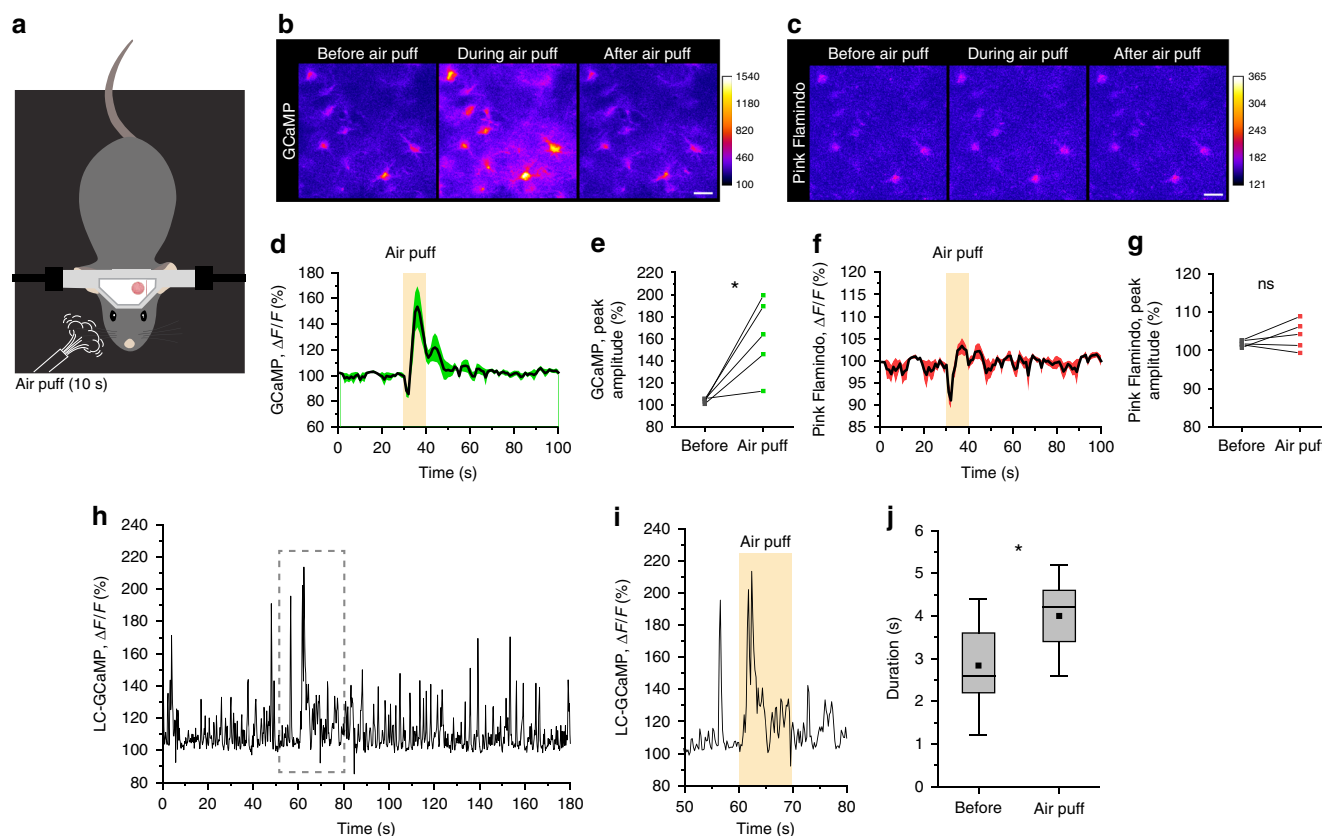 a
Air puff (10 s)
b
Before air puff During air puff After air puff
GCaMP
1540
1180
820
460
100
c
Before air puff During air puff After air puff
Pink Flamindo
365
304
243
182
121
d
Air puff
GCaMP, ΔF/F (%)
180
160
140
120
100
80
60
0 20 40 60 80 100
Time (s)
e
GCaMP, peak
amplitude (%)
220
200
180
160
140
120
100
80
*
Before Air puff
f
Air puff
Pink Flamindo, ΔF/F (%)
120
115
110
105
100
95
90
85
0 20 40 60 80 100
Time (s)
g
Pink Flamindo, peak
amplitude (%)
120
110
100
90
80
ns
Before Air puff
h
LC-GCaMP, ΔF/F (%)
240
220
200
180
160
140
120
100
80
0 20 40 60 80 100 120 140 160 180
Time (s)
i
LC-GCaMP, ΔF/F (%)
240
220
200
180
160
140
120
100
80
Air puff
50 60 70 80
Time (s)
j
Duration (s)
6
5
4
3
2
1
0
*
Before Air puff